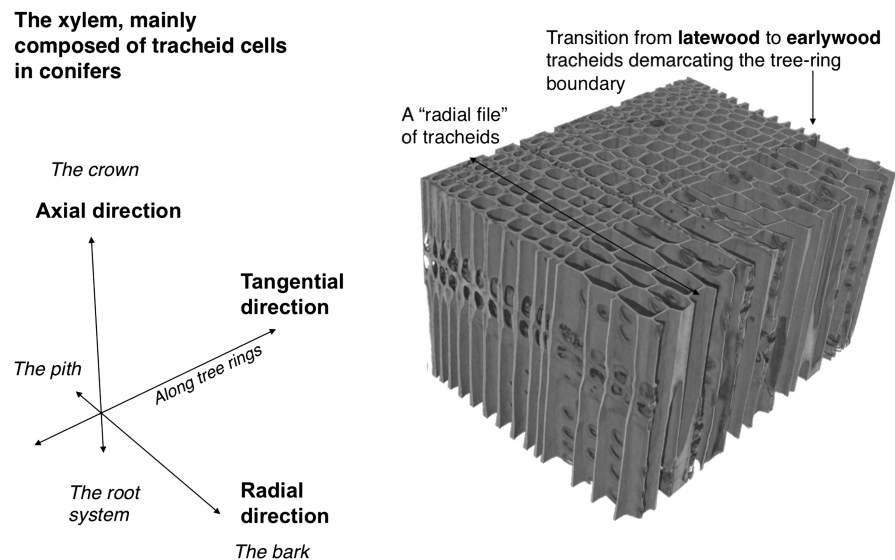 The xylem, mainly
composed of tracheid cells
in conifers
Transition from latewood to earlywood
tracheids demarcating the tree-ring
boundary
A “radial file”
of tracheids
The crown
Axial direction
Tangential
direction
Along tree rings
The pith
The root
system
Radial
direction
The bark